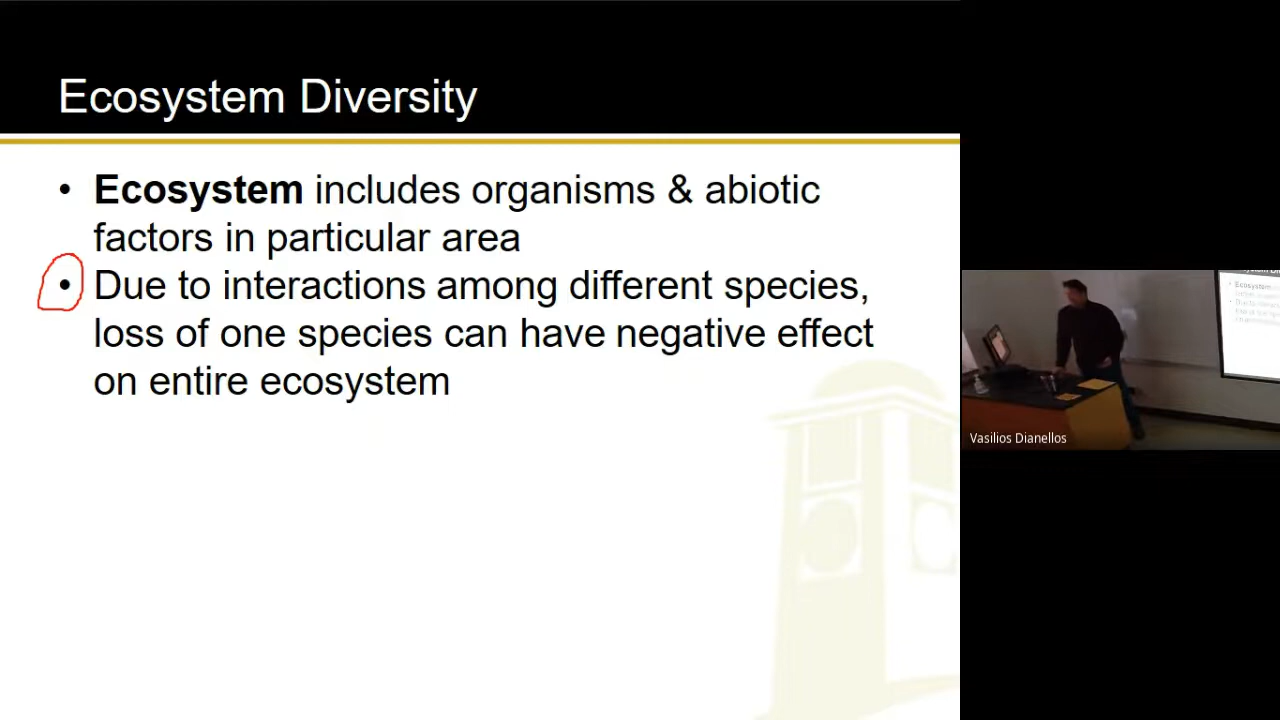 Ecosystem Diversity
• Ecosystem includes organisms & abiotic
factors in particular area
• Due to interactions among different species,
loss of one species can have negative effect
on entire ecosystem
Vasilios Dianellos